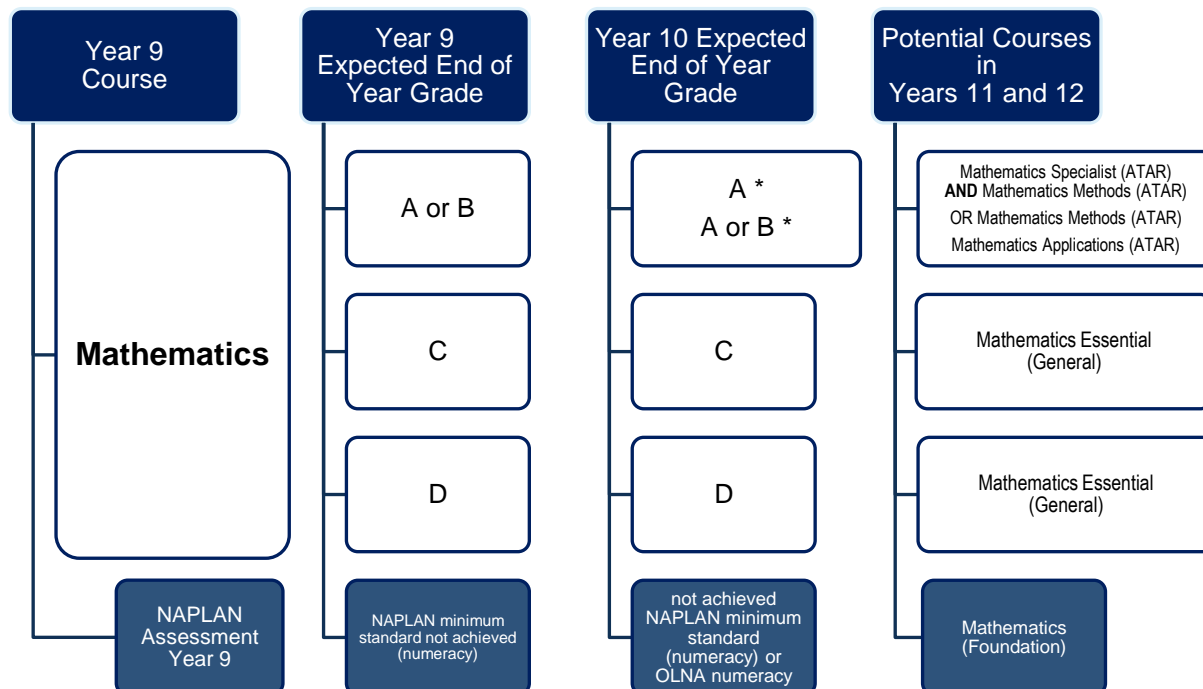 Year 9
Course
Year 9
Expected End of
Year Grade
Year 10 Expected
End of Year
Grade
Potential Courses
in
Years 11 and 12
Mathematics
A or B
A *
A or B *
Mathematics Specialist (ATAR)
AND Mathematics Methods (ATAR)
OR Mathematics Methods (ATAR)
Mathematics Applications (ATAR)
C
C
Mathematics Essential
(General)
D
D
Mathematics Essential
(General)
NAPLAN
Assessment
Year 9
NAPLAN minimum
standard not achieved
(numeracy)
not achieved
NAPLAN minimum
standard
(numeracy) or
OLNA numeracy
Mathematics
(Foundation)